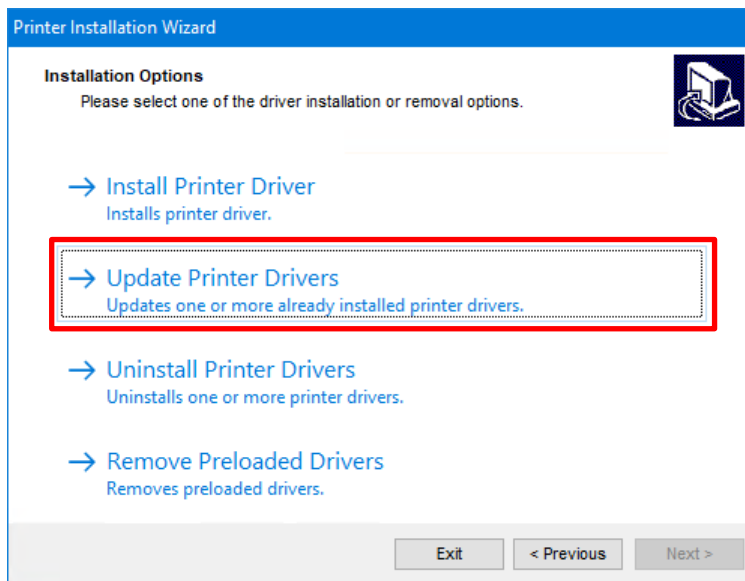 Printer Installation Wizard
Installation Options
Please select one of the driver installation or removal options.
Install Printer Driver
Installs printer driver.
Update Printer Drivers
Updates one or more already installed printer drivers.
Uninstall Printer Drivers
Uninstalls one or more printer drivers.
Remove Preloaded Drivers
Removes preloaded drivers.
Exit
< Previous
Next >